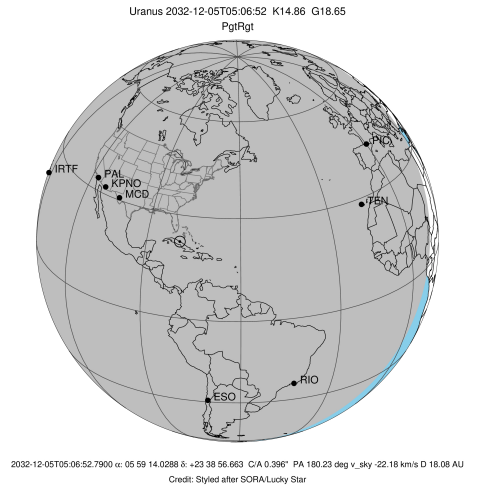 Uranus 2032-12-05T05:06:52 K14.86 G18.65
PgtRgt
PIC
IRTF
PAL
KPNO
MCD
TEN
RIO
ESO
2032-12-05T05:06:52.7900 α: 05 59 14.0288 δ: +23 38 56.663 C/A 0.396" PA 180.23 deg v_sky -22.18 km/s D 18.08 AU
Credit: Styled after SORA/Lucky Star